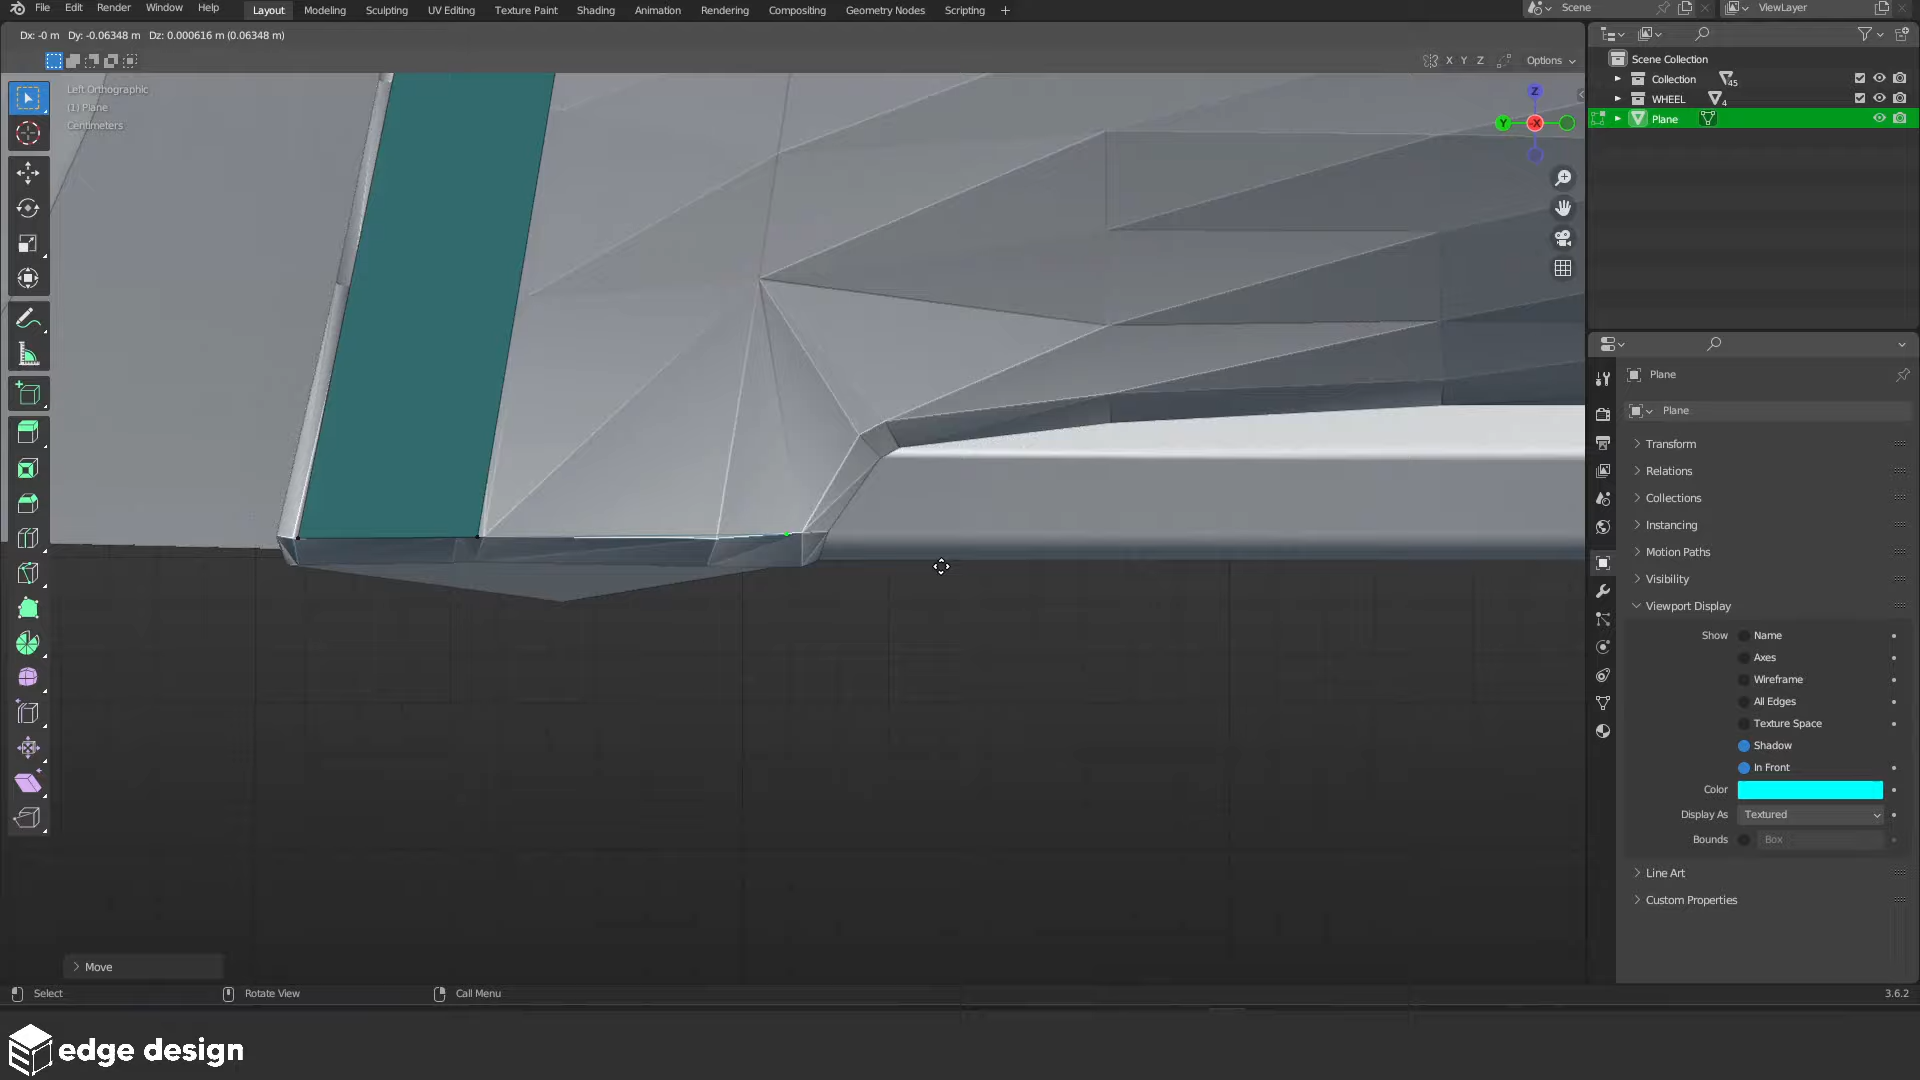 File Edit Render Window Help Layout Modeling Sculpting UV Editing Texture Paint Shading Animation Rendering Compositing Geometry Nodes Scripting + Scene ViewLayer
Dx: -0 m Dy: -0.06348 m Dz: 0.000616 m (0.06348 m)
X Y Z Options
Left Orthographic
(1) Plane
Centimeters
Z
Y -X
Scene Collection
Collection 45
WHEEL 4
Plane
Plane
Plane
Transform
Relations
Collections
Instancing
Motion Paths
Visibility
Viewport Display
Show Name
Axes
Wireframe
All Edges
Texture Space
Shadow
In Front
Color
Display As Textured
Bounds Box
Line Art
Custom Properties
Move
Select Rotate View Call Menu 3.6.2
edge design